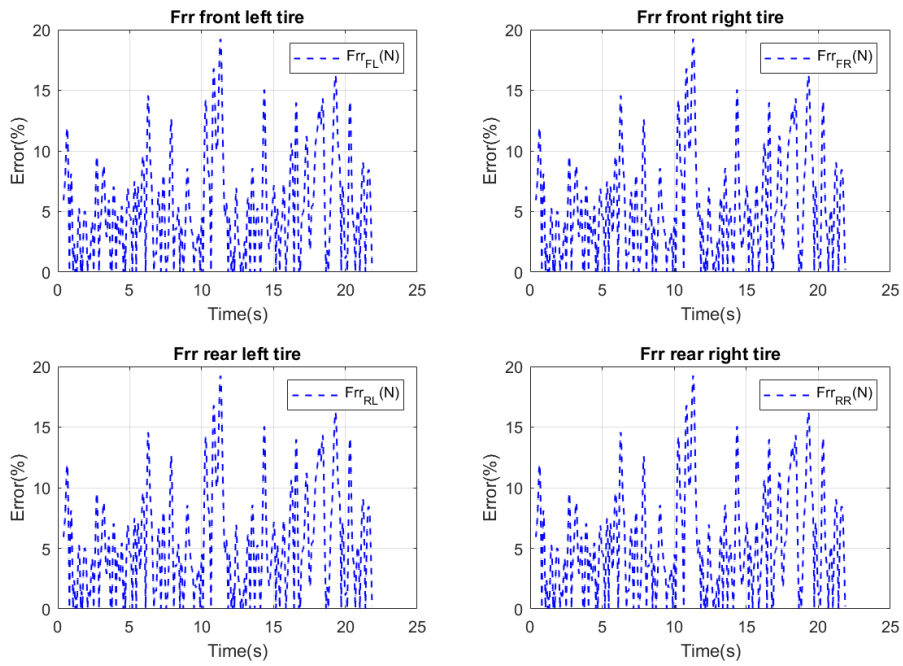 Frr front left tire
Frr_FL(N)
20
15
10
5
0
Error(%)
0 5 10 15 20 25
Time(s)
Frr front right tire
Frr_FR(N)
20
15
10
5
0
Error(%)
0 5 10 15 20 25
Time(s)
Frr rear left tire
Frr_RL(N)
20
15
10
5
0
Error(%)
0 5 10 15 20 25
Time(s)
Frr rear right tire
Frr_RR(N)
20
15
10
5
0
Error(%)
0 5 10 15 20 25
Time(s)